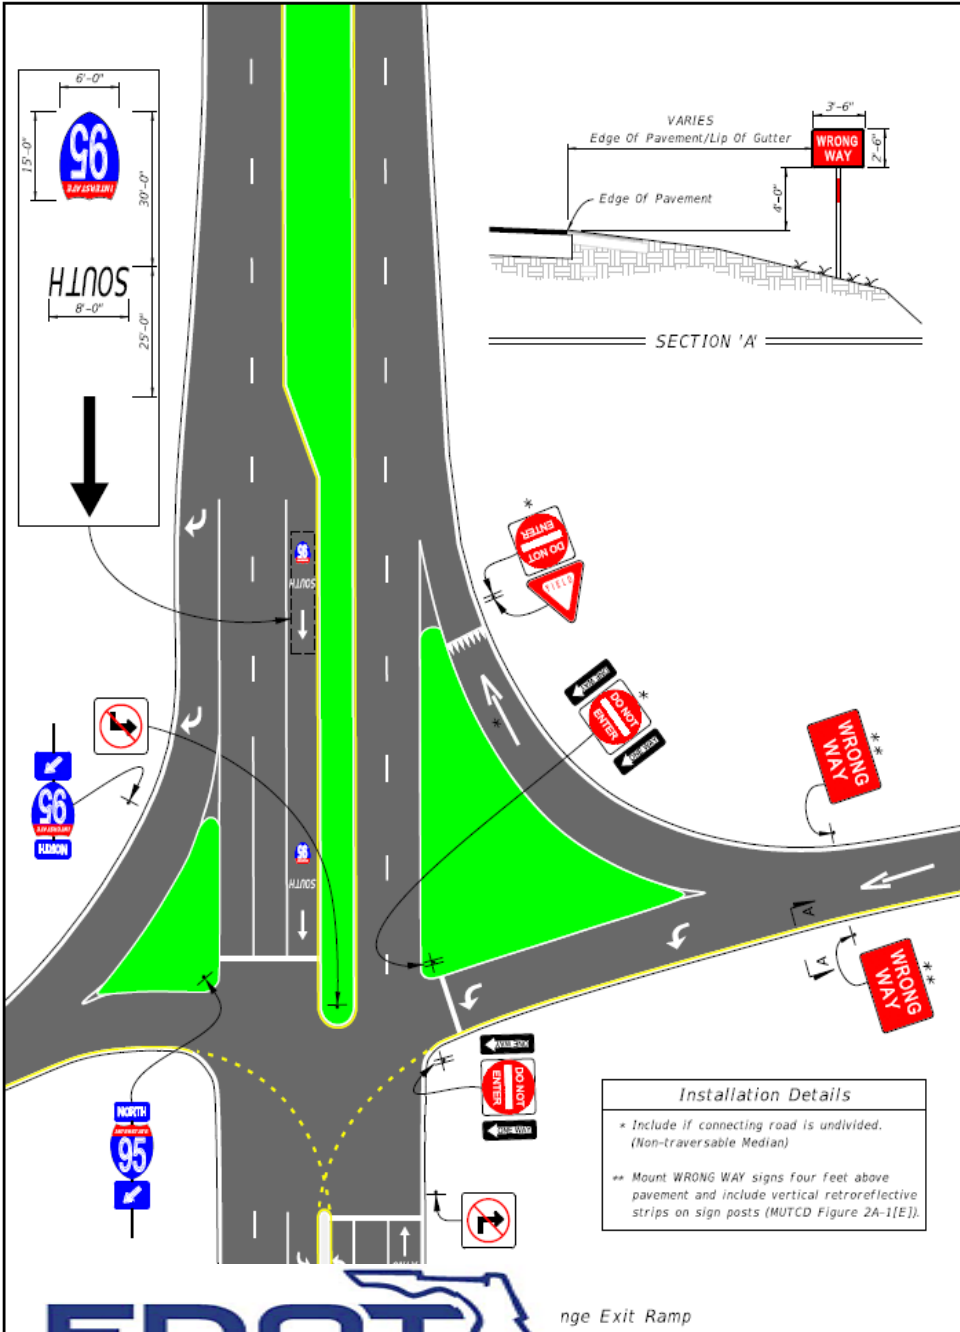 6'-0"
95
INTERSTATE
15'-0"
30'-0"
SOUTH
8'-0"
25'-0"
VARIES
Edge Of Pavement/Lip Of Gutter
3'-6"
WRONG
WAY
2'-6"
4'-0"
Edge Of Pavement
SECTION 'A'
95
SOUTH
*
DO NOT
ENTER
YIELD
ONE WAY
*
DO NOT
ENTER
ONE WAY
*
WRONG
WAY
**
95
INTERSTATE
NORTH
95
SOUTH
A
A
WRONG
WAY
**
ONE WAY
DO NOT
ENTER
ONE WAY
NORTH
INTERSTATE
95
Installation Details
* Include if connecting road is undivided.
(Non-traversable Median)
** Mount WRONG WAY signs four feet above
pavement and include vertical retroreflective
strips on sign posts (MUTCD Figure 2A-1[E]).
FDOT
nge Exit Ramp